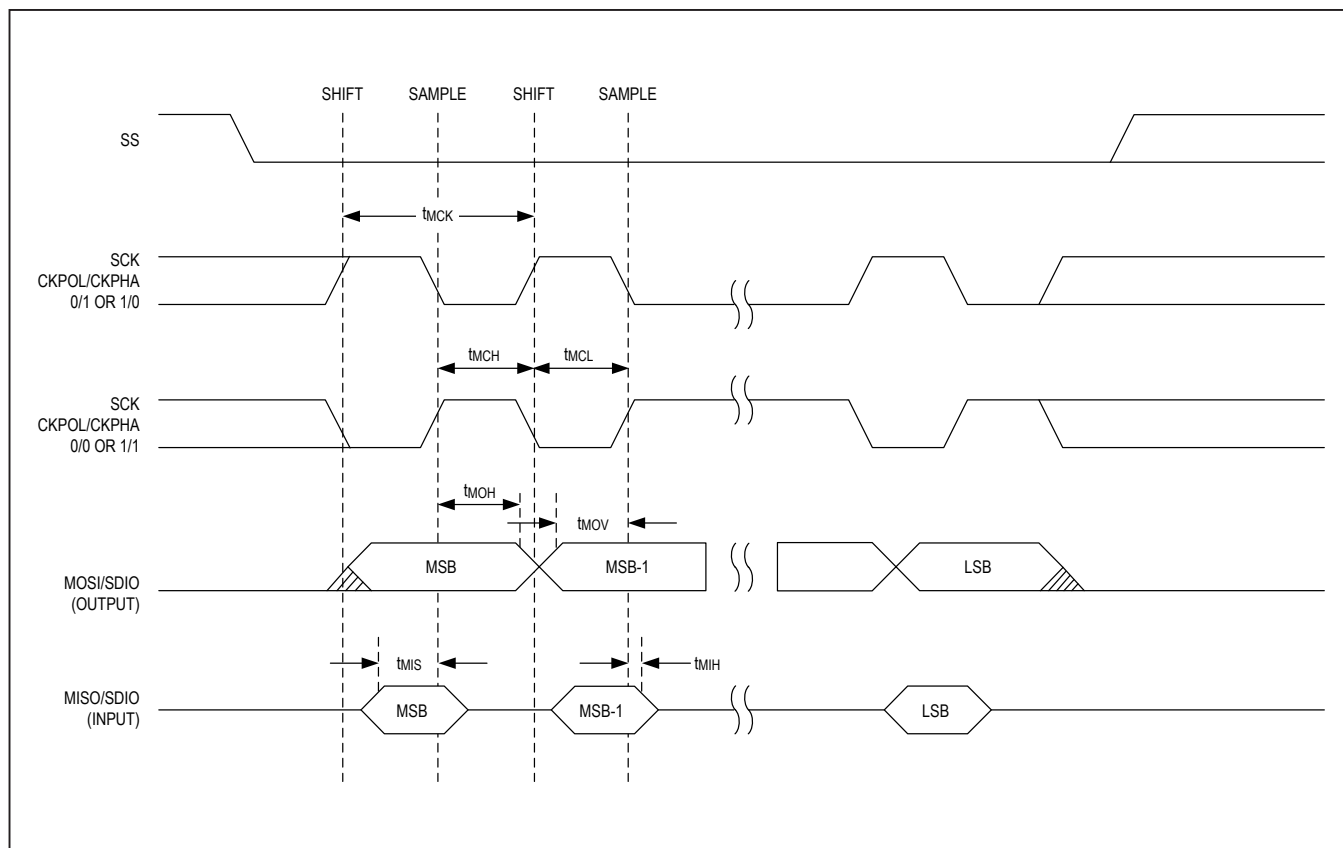 SHIFT SAMPLE SHIFT SAMPLE
SS
tMCK
SCK
CKPOL/CKPHA
0/1 OR 1/0
tMCH tMCL
SCK
CKPOL/CKPHA
0/0 OR 1/1
tMOH
tMOV
MOSI/SDIO
(OUTPUT)
MSB MSB-1 LSB
tMIS tMIH
MISO/SDIO
(INPUT)
MSB MSB-1 LSB